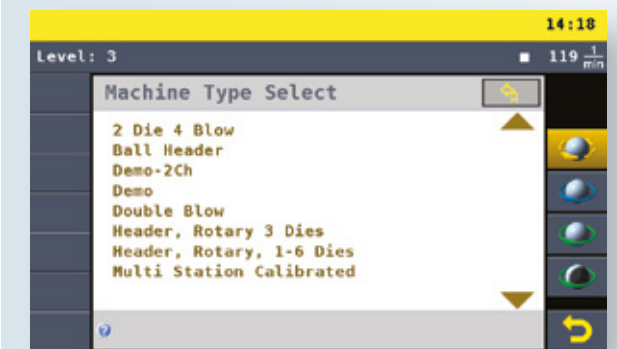 14:18
Level: 3
119 1/min
Machine Type Select
2 Die 4 Blow
Ball Header
Demo-2Ch
Demo
Double Blow
Header, Rotary 3 Dies
Header, Rotary, 1-6 Dies
Multi Station Calibrated
?